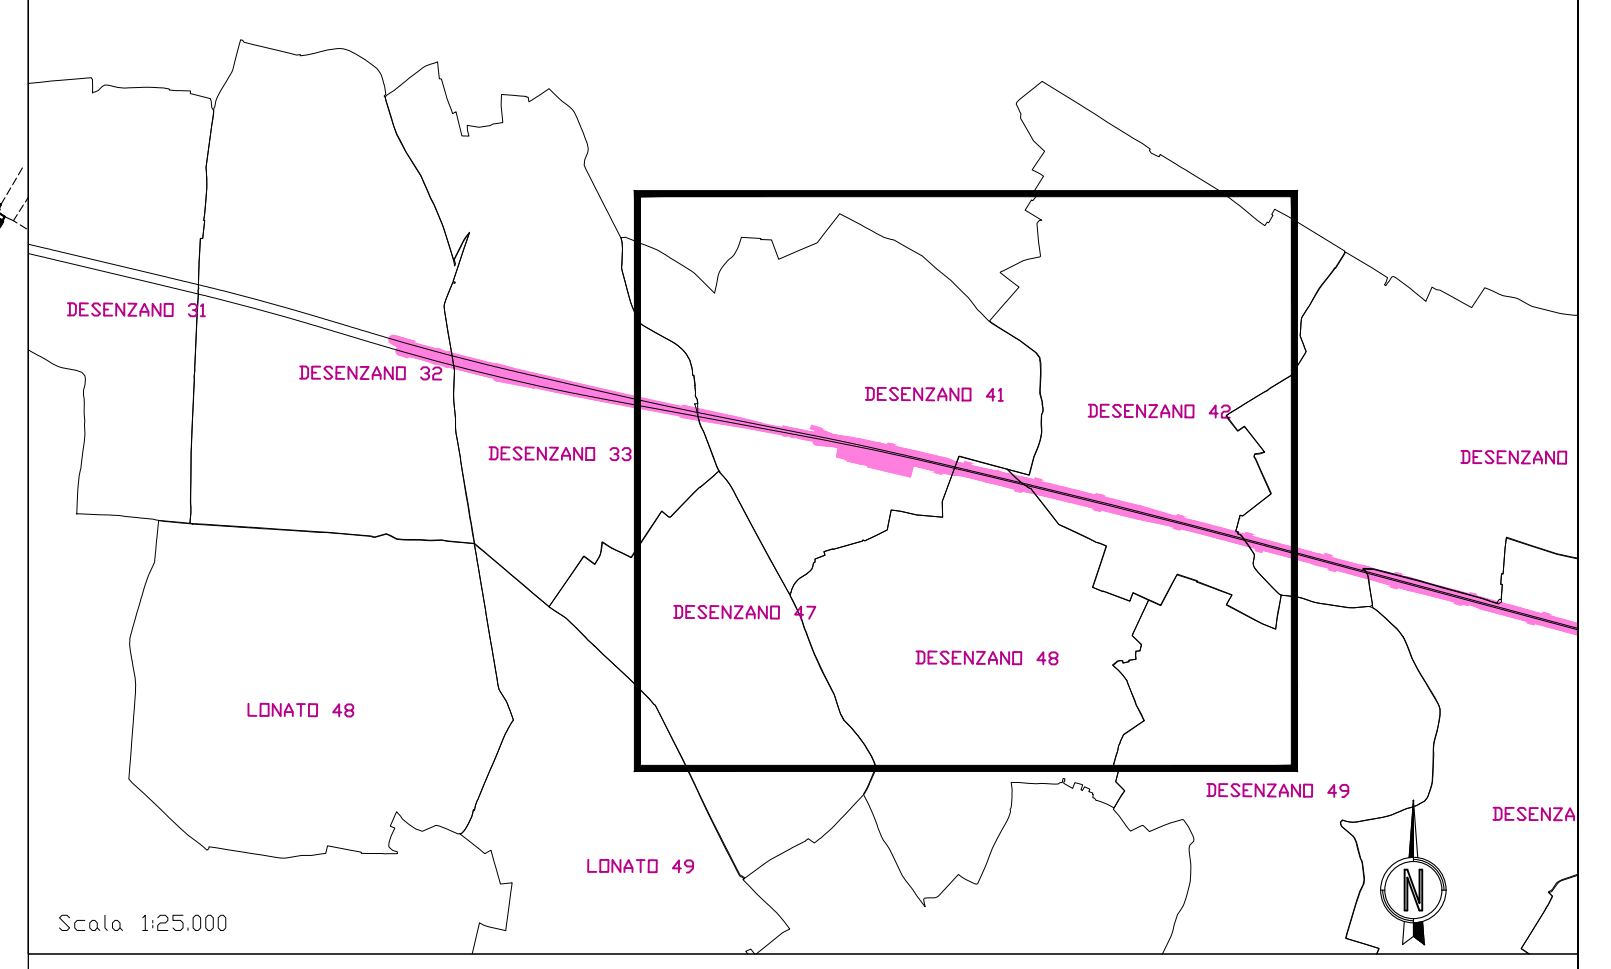 DESENZANO 31
DESENZANO 32
DESENZANO 41
DESENZANO 42
DESENZANO 33
DESENZANO
DESENZANO 47
DESENZANO 48
LONATO 48
DESENZANO 49
DESENZA
LONATO 49
N
Scala 1:25.000